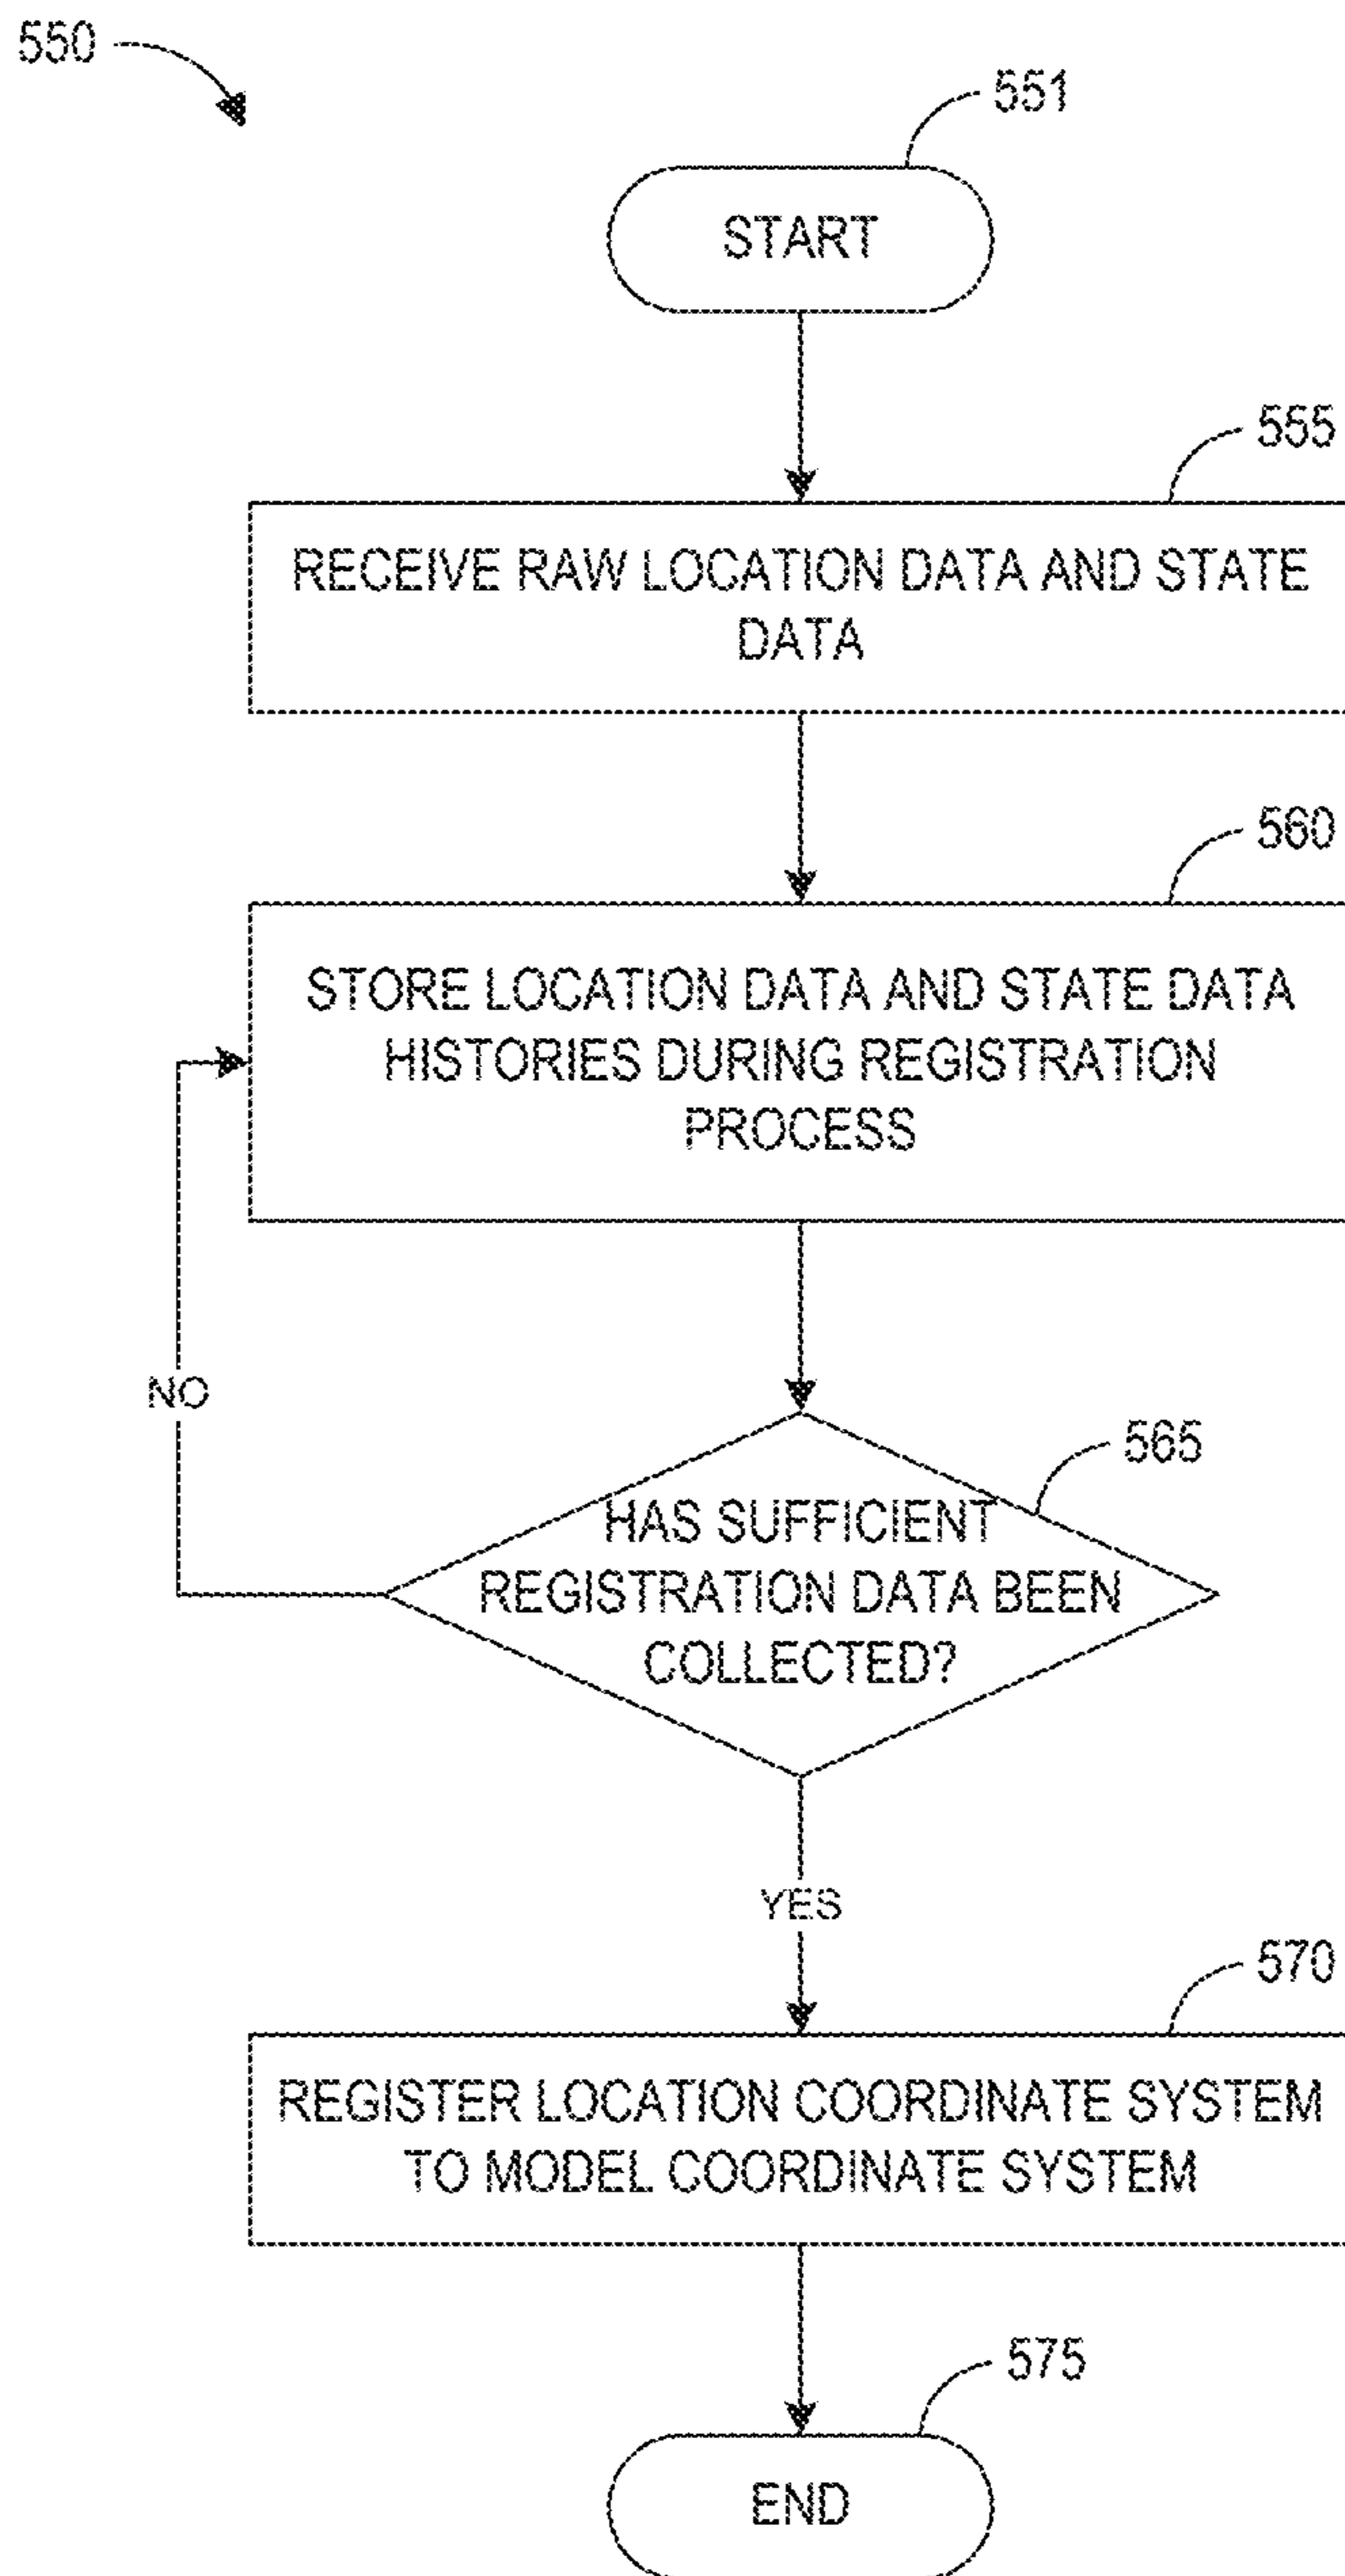 550
551
START
555
RECEIVE RAW LOCATION DATA AND STATE
DATA
560
STORE LOCATION DATA AND STATE DATA
HISTORIES DURING REGISTRATION
PROCESS
NO
565
HAS SUFFICIENT
REGISTRATION DATA BEEN
COLLECTED?
YES
570
REGISTER LOCATION COORDINATE SYSTEM
TO MODEL COORDINATE SYSTEM
575
END